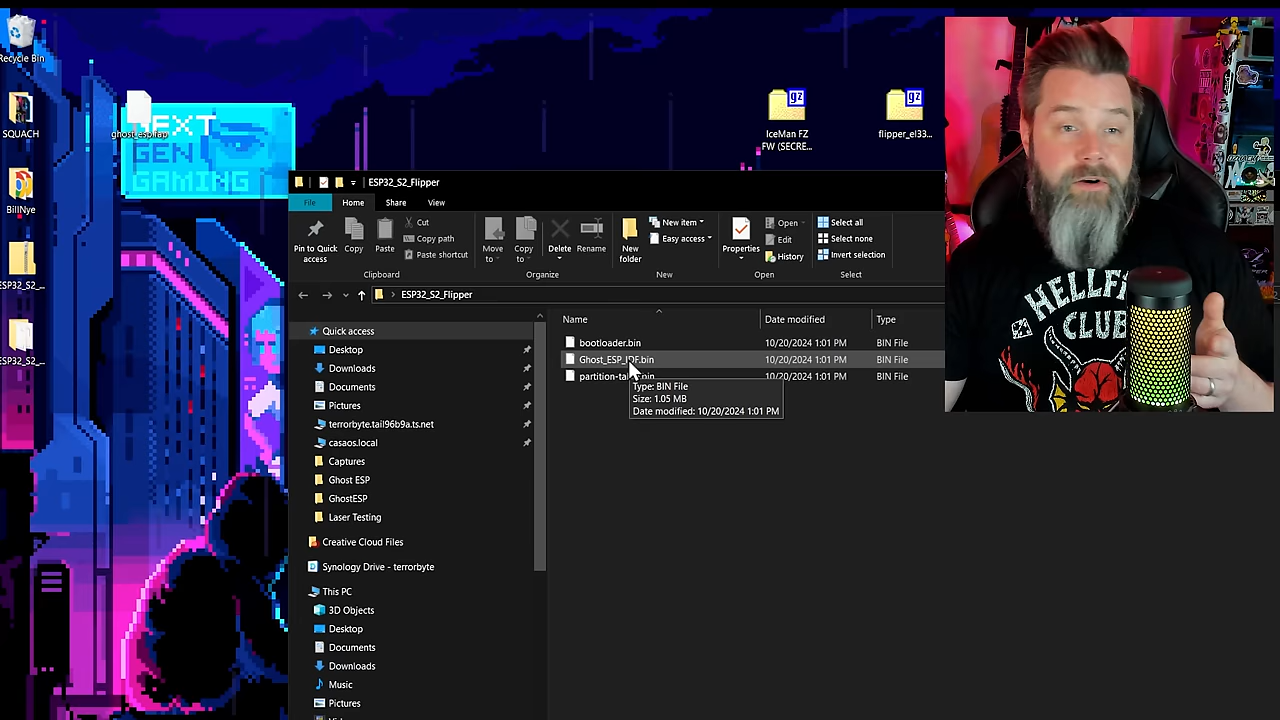 Recycle Bin
SQUACH
BillNye
ESP32_S2_...
ESP32_S2_...
ghost_esp.fap
NEXT
GEN
GAMING
IceMan FZ
FW (SECRE...
flipper_el33...
ESP32_S2_Flipper
File
Home
Share
View
Pin to Quick
access
Copy
Paste
Cut
Copy path
Paste shortcut
Move
to
Copy
to
Delete
Rename
New
folder
New item
Easy access
Properties
Open
Edit
History
Select all
Select none
Invert selection
Clipboard
Organize
New
Open
Select
ESP32_S2_Flipper
Quick access
Desktop
Downloads
Documents
Pictures
terrorbyte.tail96b9a.ts.net
casaos.local
Captures
Ghost ESP
GhostESP
Laser Testing
Creative Cloud Files
Synology Drive - terrorbyte
This PC
3D Objects
Desktop
Documents
Downloads
Music
Pictures
Name
Date modified
Type
bootloader.bin
10/20/2024 1:01 PM
BIN File
Ghost_ESP_IDF.bin
10/20/2024 1:01 PM
BIN File
10/20/2024 1:01 PM
BIN File
Type: BIN File
Size: 1.05 MB
Date modified: 10/20/2024 1:01 PM
HELLF
CLUB